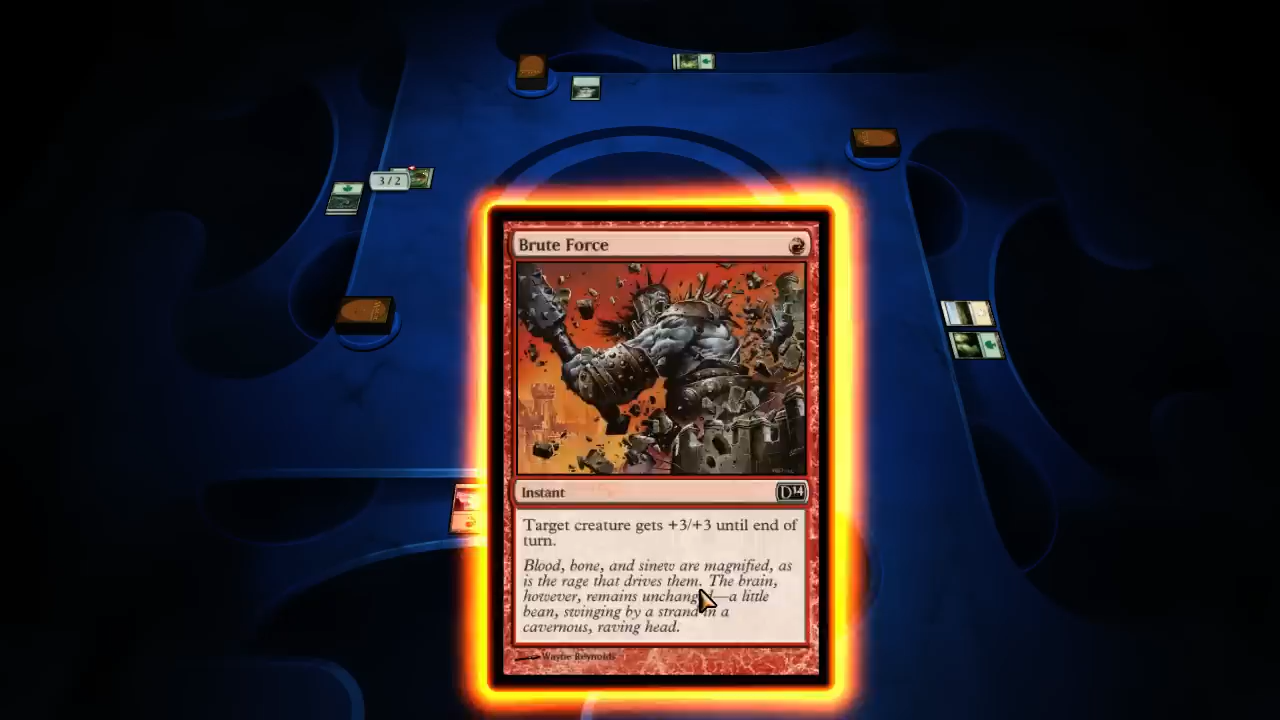 3/2
Brute Force
Instant
D14
Target creature gets +3/+3 until end of
turn.
Blood, bone, and sinew are magnified, as
is the rage that drives them. The brain,
however, remains unchang —a little
bean, swinging by a strand in a
cavernous, raving head.
Wayne Reynolds